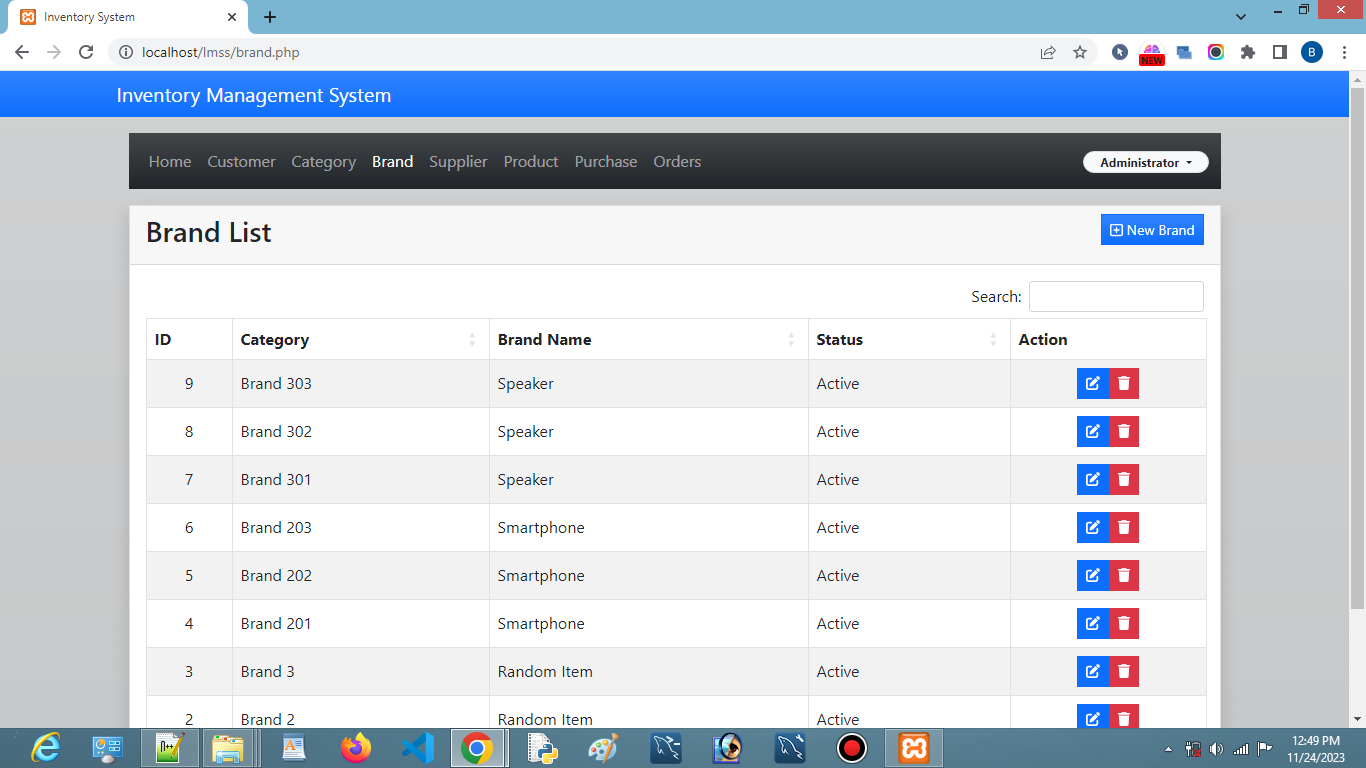 Inventory System
localhost/lmss/brand.php
NEW
B
Inventory Management System
Home Customer Category Brand Supplier Product Purchase Orders Administrator
Brand List
New Brand
Search:
ID Category Brand Name Status Action
9 Brand 303 Speaker Active
8 Brand 302 Speaker Active
7 Brand 301 Speaker Active
6 Brand 203 Smartphone Active
5 Brand 202 Smartphone Active
4 Brand 201 Smartphone Active
3 Brand 3 Random Item Active
2 Brand 2 Random Item Active
12:49 PM
11/24/2023